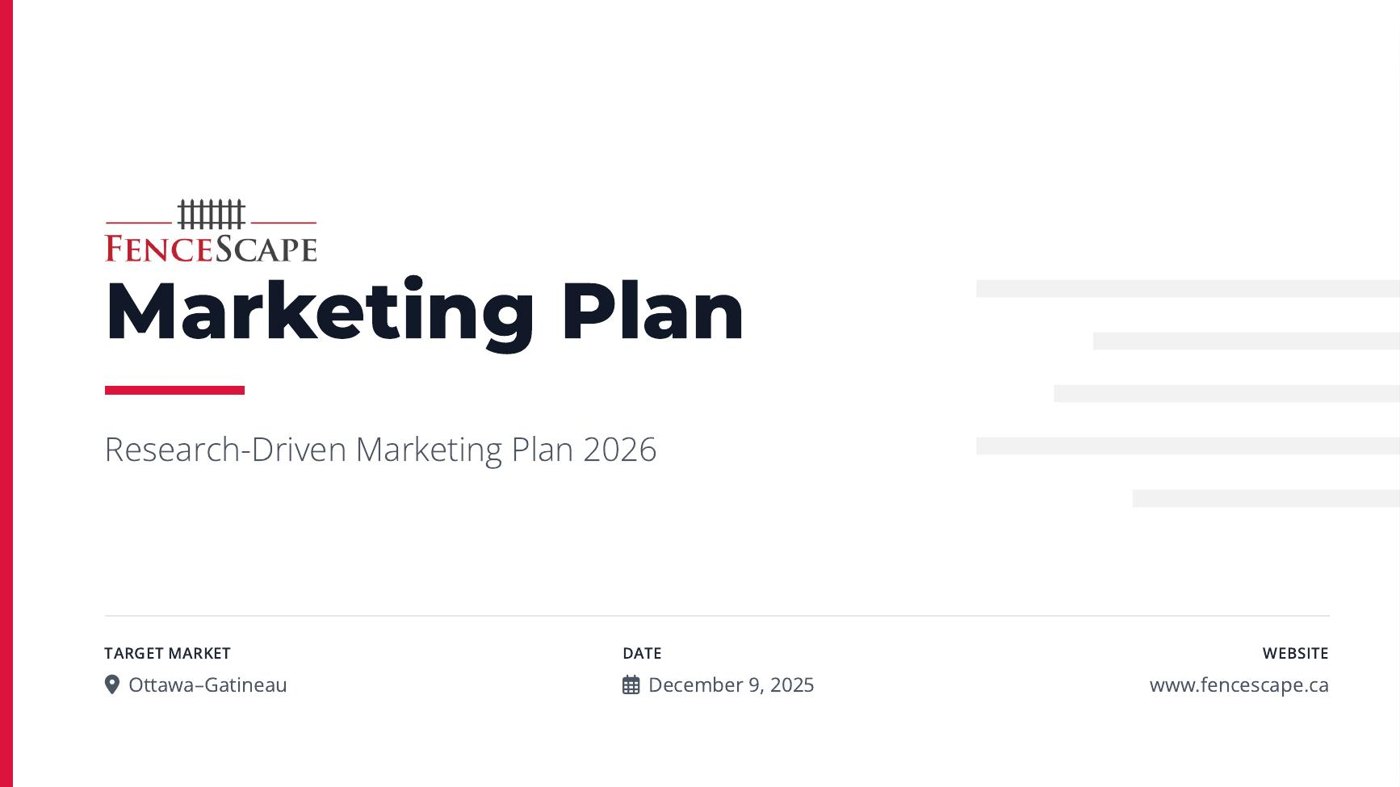 FENCESCAPE
Marketing Plan
Research-Driven Marketing Plan 2026
TARGET MARKET
Ottawa–Gatineau
DATE
December 9, 2025
WEBSITE
www.fencescape.ca